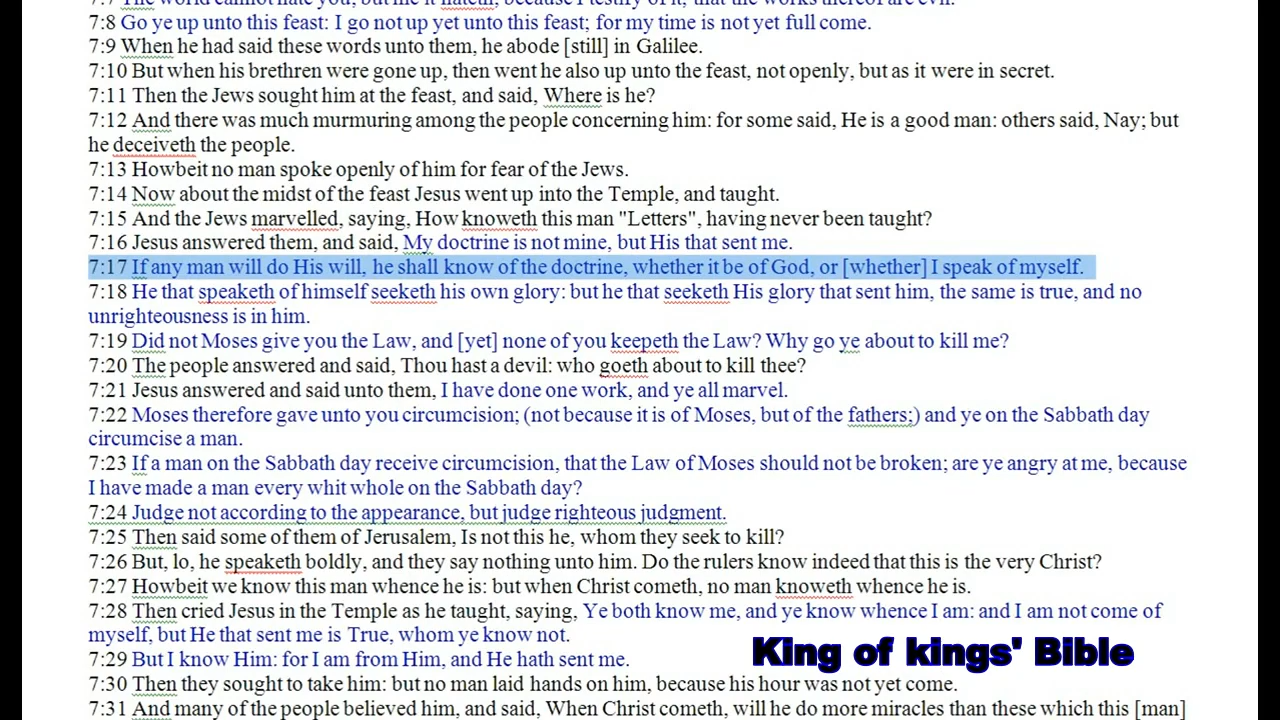 7:7 The world cannot hate you; but me it hateth, because I testify of it, that the works thereof are evil.
7:8 Go ye up unto this feast: I go not up yet unto this feast; for my time is not yet full come.
7:9 When he had said these words unto them, he abode [still] in Galilee.
7:10 But when his brethren were gone up, then went he also up unto the feast, not openly, but as it were in secret.
7:11 Then the Jews sought him at the feast, and said, Where is he?
7:12 And there was much murmuring among the people concerning him: for some said, He is a good man: others said, Nay; but
he deceiveth the people.
7:13 Howbeit no man spoke openly of him for fear of the Jews.
7:14 Now about the midst of the feast Jesus went up into the Temple, and taught.
7:15 And the Jews marvelled, saying, How knoweth this man "Letters", having never been taught?
7:16 Jesus answered them, and said, My doctrine is not mine, but His that sent me.
7:17 If any man will do His will, he shall know of the doctrine, whether it be of God, or [whether] I speak of myself.
7:18 He that speaketh of himself seeketh his own glory: but he that seeketh His glory that sent him, the same is true, and no
unrighteousness is in him.
7:19 Did not Moses give you the Law, and [yet] none of you keepeth the Law? Why go ye about to kill me?
7:20 The people answered and said, Thou hast a devil: who goeth about to kill thee?
7:21 Jesus answered and said unto them, I have done one work, and ye all marvel.
7:22 Moses therefore gave unto you circumcision; (not because it is of Moses, but of the fathers;) and ye on the Sabbath day
circumcise a man.
7:23 If a man on the Sabbath day receive circumcision, that the Law of Moses should not be broken; are ye angry at me, because
I have made a man every whit whole on the Sabbath day?
7:24 Judge not according to the appearance, but judge righteous judgment.
7:25 Then said some of them of Jerusalem, Is not this he, whom they seek to kill?
7:26 But, lo, he speaketh boldly, and they say nothing unto him. Do the rulers know indeed that this is the very Christ?
7:27 Howbeit we know this man whence he is: but when Christ cometh, no man knoweth whence he is.
7:28 Then cried Jesus in the Temple as he taught, saying, Ye both know me, and ye know whence I am: and I am not come of
myself, but He that sent me is True, whom ye know not.
7:29 But I know Him: for I am from Him, and He hath sent me.
King of kings' Bible
7:30 Then they sought to take him: but no man laid hands on him, because his hour was not yet come.
7:31 And many of the people believed him, and said, When Christ cometh, will he do more miracles than these which this [man]